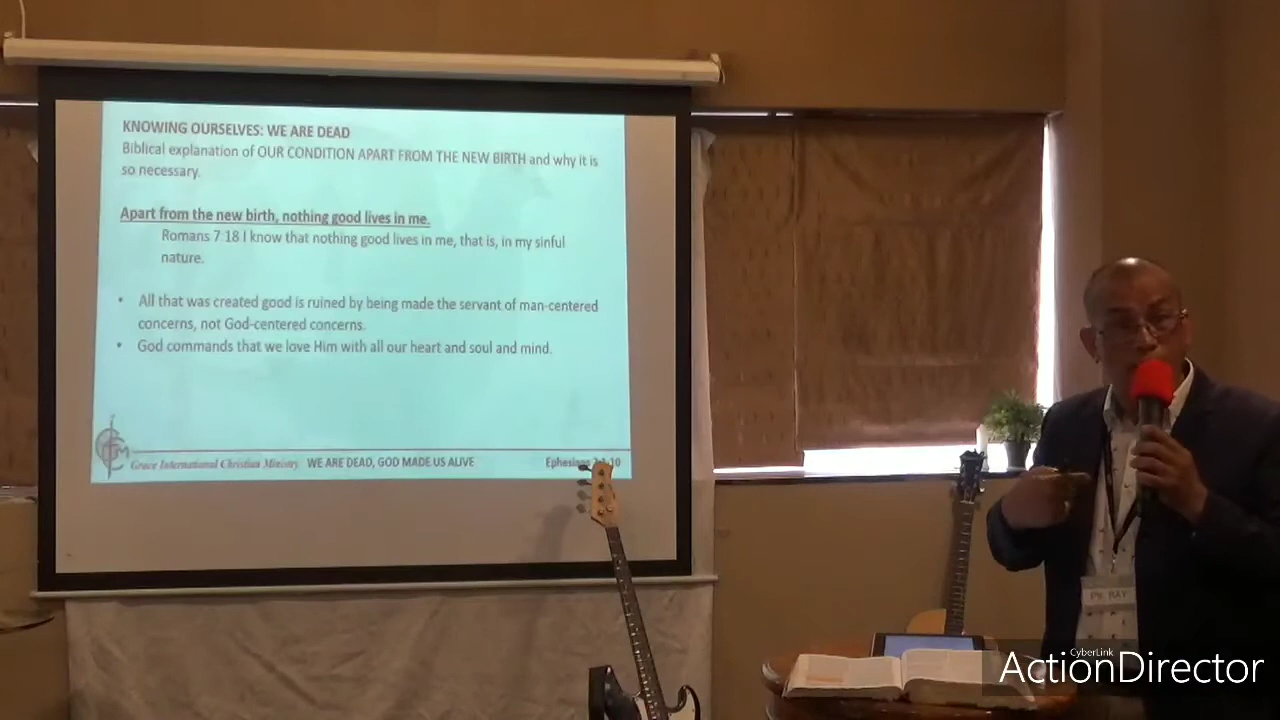 KNOWING OURSELVES: WE ARE DEAD
Biblical explanation of OUR CONDITION APART FROM THE NEW BIRTH and why it is
so necessary.
Apart from the new birth, nothing good lives in me.
Romans 7 18 I know that nothing good lives in me, that is, in my sinful
nature.
• All that was created good is ruined by being made the servant of man-centered
concerns, not God-centered concerns.
• God commands that we love Him with all our heart and soul and mind.
Grace International Christian Ministry WE ARE DEAD, GOD MADE US ALIVE Ephesians 2:1-10
CyberLink
ActionDirector